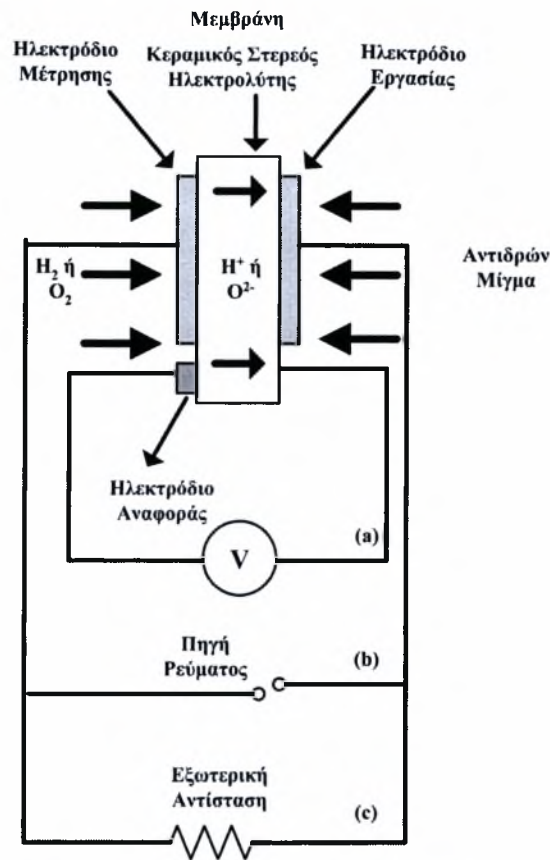 Μεμβράνη
Ηλεκτρόδιο
Μέτρησης
Κεραμικός Στερεός
Ηλεκτρολύτης
Ηλεκτρόδιο
Εργασίας
H₂ ή
O₂
H⁺ ή
O²⁻
Αντιδρών
Μίγμα
Ηλεκτρόδιο
Αναφοράς
(a)
V
Πηγή
Ρεύματος
(b)
Εξωτερική
Αντίσταση
(c)